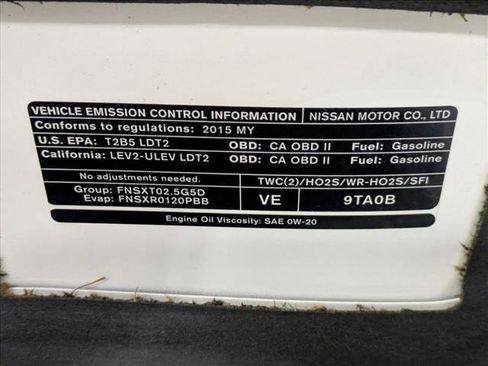 VEHICLE EMISSION CONTROL INFORMATION NISSAN MOTOR CO., LTD
Conforms to regulations: 2015 MY
U.S. EPA: T2B5 LDT2 OBD: CA OBD II Fuel: Gasoline
California: LEV2-ULEV LDT2 OBD: CA OBD II Fuel: Gasoline
No adjustments needed. TWC(2)/HO2S/WR-HO2S/SFI
Group: FNSXT02.5G5D
Evap: FNSXR0120PBB
VE 9TA0B
Engine Oil Viscosity: SAE 0W-20